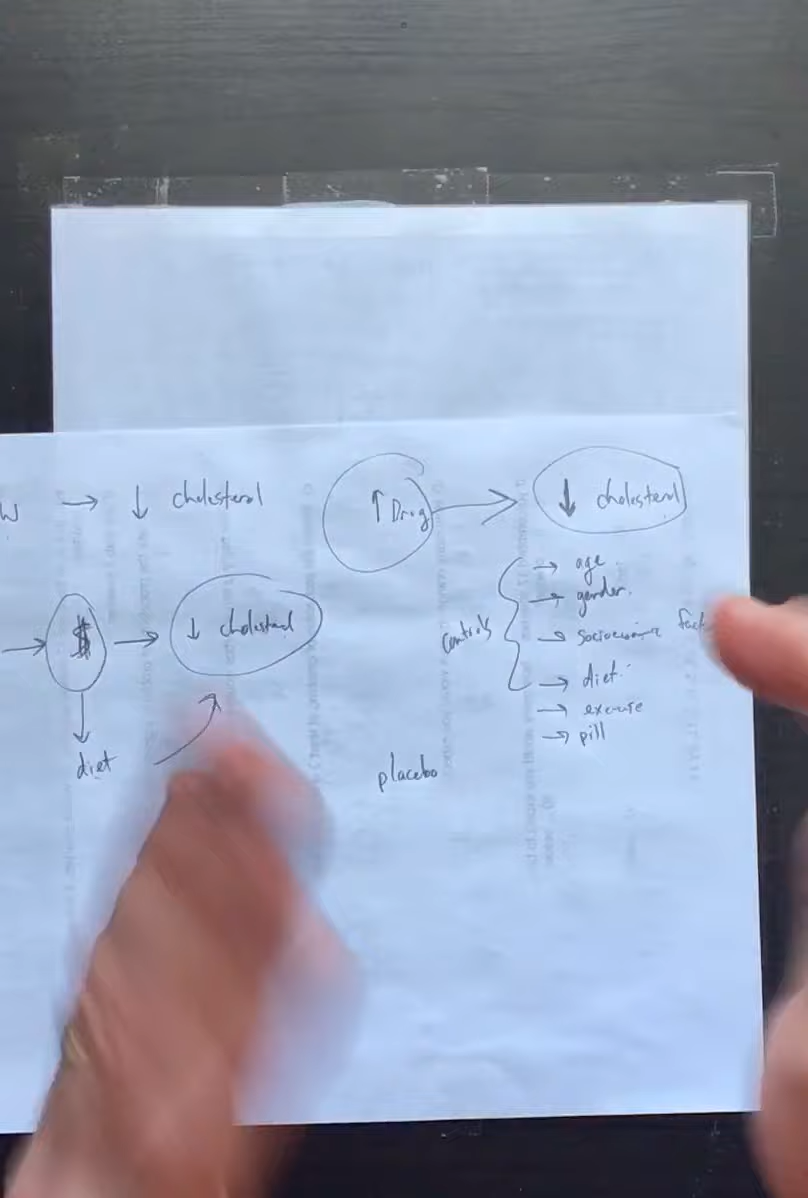 → ↓ cholesterol
→ $ → ↓ cholesterol
↓
diet
↑ Drug → ↓ cholesterol
controls
→ age
→ gender
→ socioeconomic
→ diet
→ exercise
→ pill
placebo